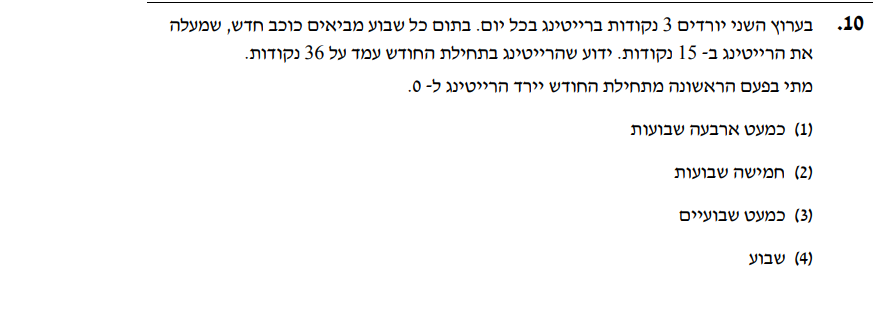 10. בערוץ השני יורדים 3 נקודות ברייטינג בכל יום. בתום כל שבוע מביאים כוכב חדש, שמעלה
את הרייטינג ב- 15 נקודות. ידוע שהרייטינג בתחילת החודש עמד על 36 נקודות.
מתי בפעם הראשונה מתחילת החודש יירד הרייטינג ל- 0.
(1) כמעט ארבעה שבועות
(2) חמישה שבועות
(3) כמעט שבועיים
(4) שבוע